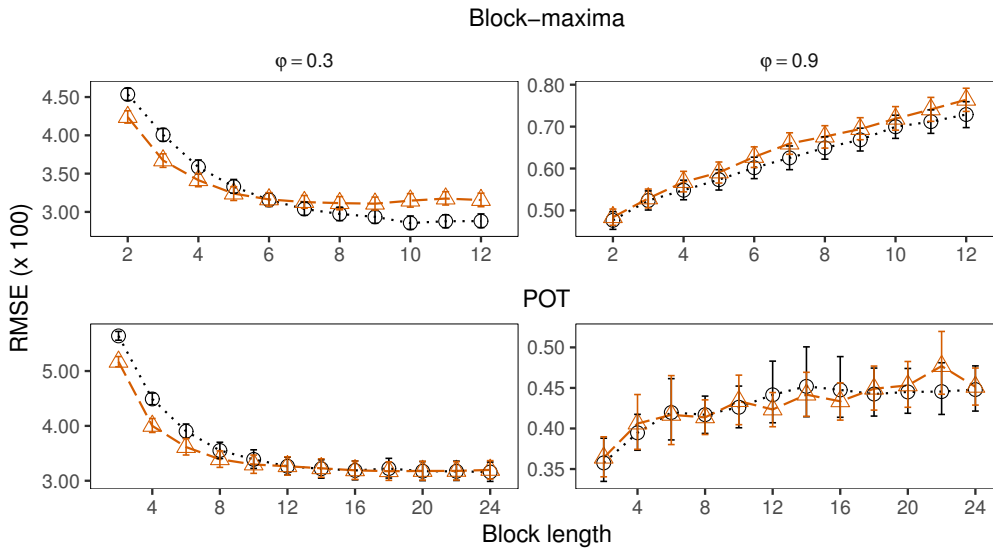 Block−maxima
φ = 0.3
φ = 0.9
4.50
4.00
3.50
3.00
2 4 6 8 10 12
0.80
0.70
0.60
0.50
2 4 6 8 10 12
RMSE (x 100)
POT
5.00
4.00
3.00
4 8 12 16 20 24
0.50
0.45
0.40
0.35
4 8 12 16 20 24
Block length